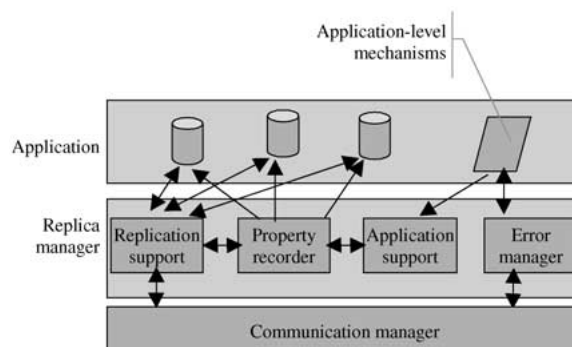 Application-level
mechanisms
Application
Replica
manager
Replication
support
Property
recorder
Application
support
Error
manager
Communication manager